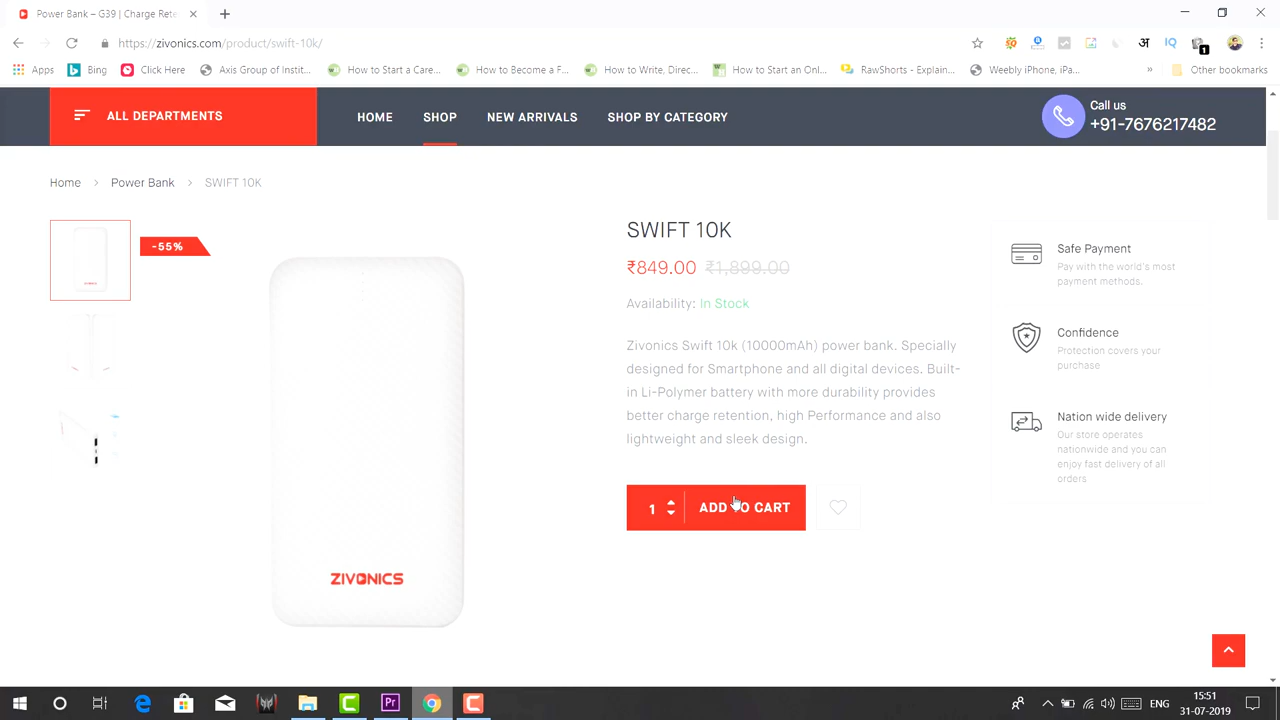 Power Bank – G39 | Charge Rete
https://zivonics.com/product/swift-10k/
Apps
Bing
Click Here
Axis Group of Instit...
How to Start a Care...
How to Become a F...
How to Write, Direc...
How to Start an Onl...
RawShorts - Explain...
Weebly iPhone, iPa...
»
Other bookmarks
अ
IQ
1
ALL DEPARTMENTS
HOME
SHOP
NEW ARRIVALS
SHOP BY CATEGORY
Call us
+91-7676217482
Home > Power Bank > SWIFT 10K
-55%
SWIFT 10K
₹849.00 ₹1,899.00
Availability: In Stock
Zivonics Swift 10k (10000mAh) power bank. Specially
designed for Smartphone and all digital devices. Built-
in Li-Polymer battery with more durability provides
better charge retention, high Performance and also
lightweight and sleek design.
1
ADD TO CART
Safe Payment
Pay with the world's most
payment methods.
Confidence
Protection covers your
purchase
Nation wide delivery
Our store operates
nationwide and you can
enjoy fast delivery of all
orders
ZIVONICS
Pr
ENG
15:51
31-07-2019